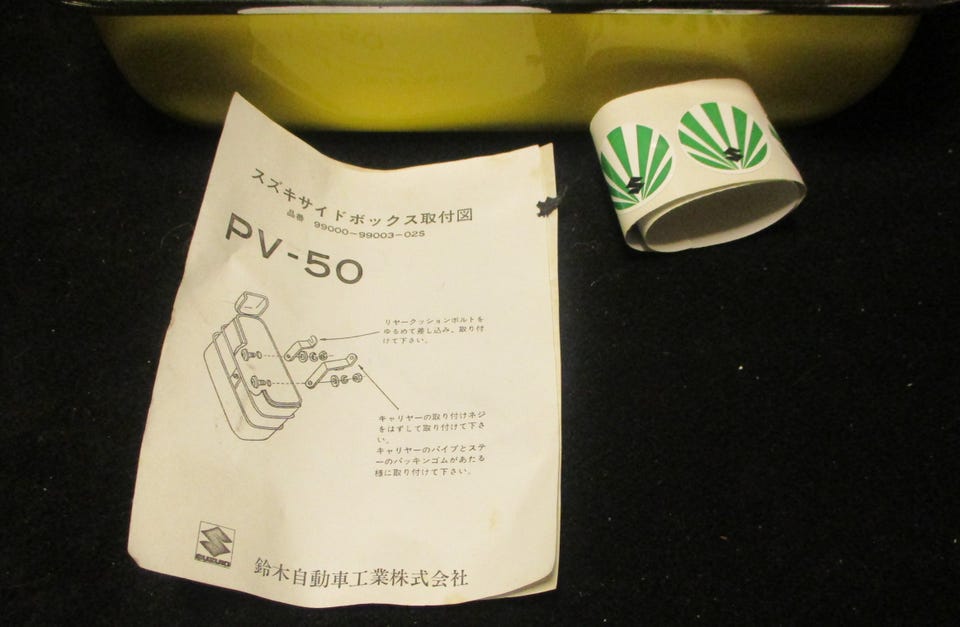 スズキサイドボックス取付図
品番 99000-99003-02S
PV-50
リヤークッションボルトを
ゆるめて差し込み、取り付
けて下さい。
キャリヤーの取り付けネジ
をはずして取り付けて下さ
い。
キャリヤーのパイプとステ
ーのパッキンゴムがあたる
様に取り付けて下さい。
SUZUKI
鈴木自動車工業株式会社